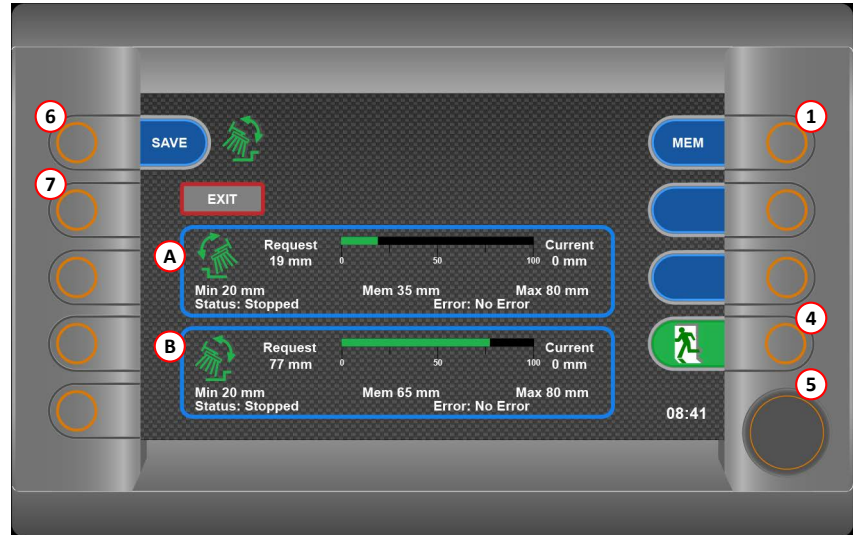 6
1
SAVE
MEM
7
EXIT
A
Request
19 mm
0
50
100
Current
0 mm
Min 20 mm
Mem 35 mm
Max 80 mm
Status: Stopped
Error: No Error
4
B
Request
77 mm
0
50
100
Current
0 mm
Min 20 mm
Mem 65 mm
Max 80 mm
Status: Stopped
Error: No Error
5
08:41